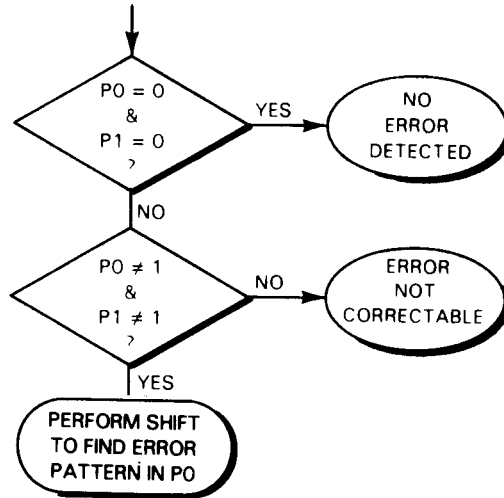 P0 = 0
&
P1 = 0
?
YES
NO
ERROR
DETECTED
NO
P0 ≠ 1
&
P1 ≠ 1
?
NO
ERROR
NOT
CORRECTABLE
YES
PERFORM SHIFT
TO FIND ERROR
PATTERN IN P0